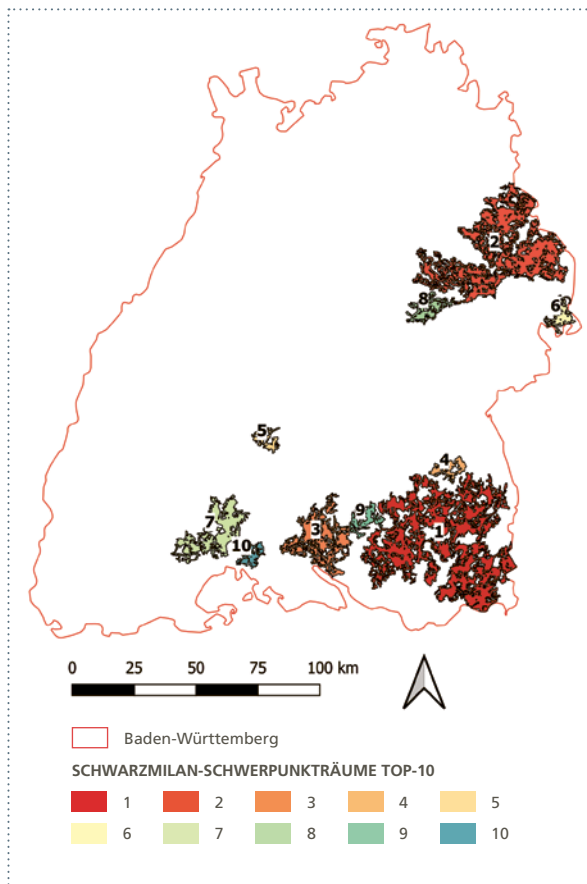 2
8
6
5
4
7
9
3
1
10
0 25 50 75 100 km
Baden-Württemberg
SCHWARZMILAN-SCHWERPUNKTRÄUME TOP-10
1 2 3 4 5
6 7 8 9 10